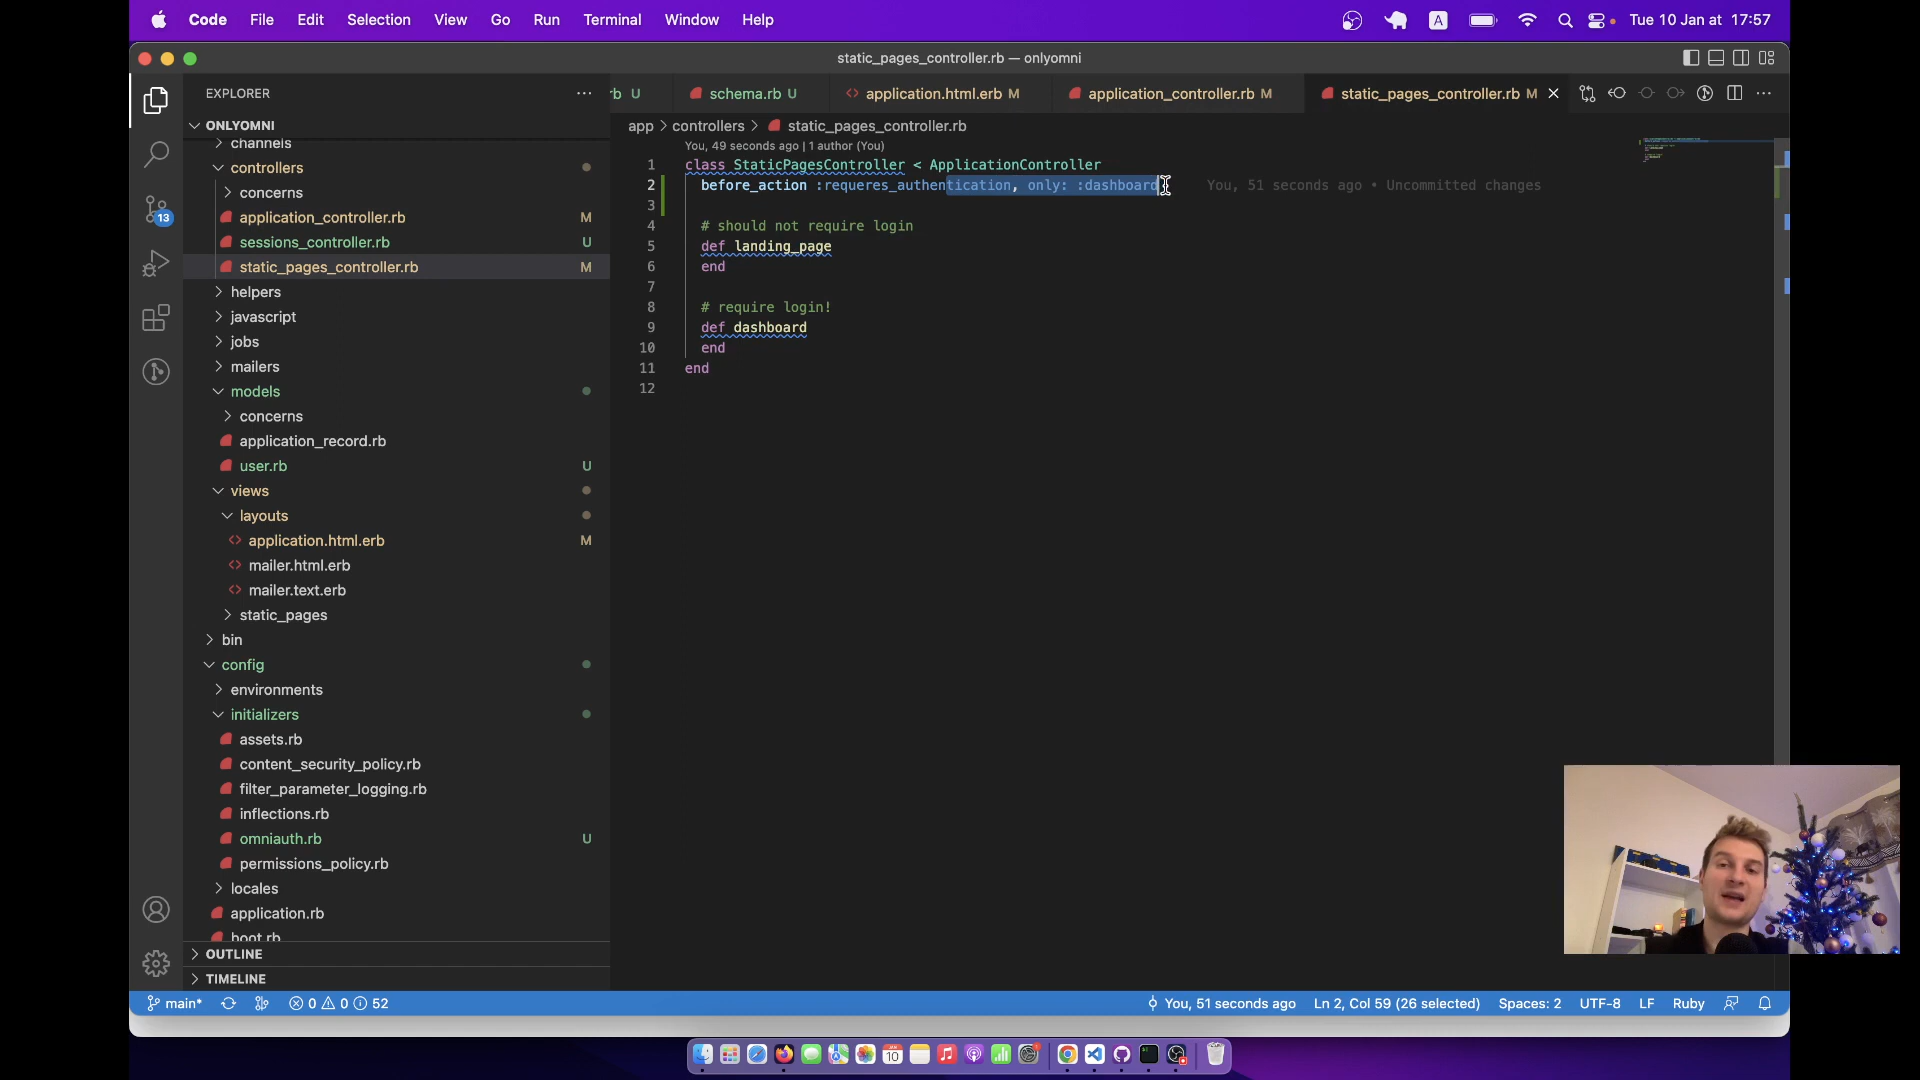 Code File Edit Selection View Go Run Terminal Window Help
A
Tue 10 Jan at 17:57
static_pages_controller.rb — onlyomni
EXPLORER
rb U
schema.rb U
application.html.erb M
application_controller.rb M
static_pages_controller.rb M
ONLYOMNI
channels
controllers
concerns
application_controller.rb M
sessions_controller.rb U
static_pages_controller.rb M
helpers
javascript
jobs
mailers
models
concerns
application_record.rb
user.rb U
views
layouts
application.html.erb M
mailer.html.erb
mailer.text.erb
static_pages
bin
config
environments
initializers
assets.rb
content_security_policy.rb
filter_parameter_logging.rb
inflections.rb
omniauth.rb U
permissions_policy.rb
locales
application.rb
boot.rb
OUTLINE
TIMELINE
13
app > controllers > static_pages_controller.rb
You, 49 seconds ago | 1 author (You)
1 class StaticPagesController < ApplicationController
2 before_action :requeres_authentication, only: :dashboard You, 51 seconds ago • Uncommitted changes
3
4 # should not require login
5 def landing_page
6 end
7
8 # require login!
9 def dashboard
10 end
11 end
12
main* 0 0 52
You, 51 seconds ago Ln 2, Col 59 (26 selected) Spaces: 2 UTF-8 LF Ruby
10